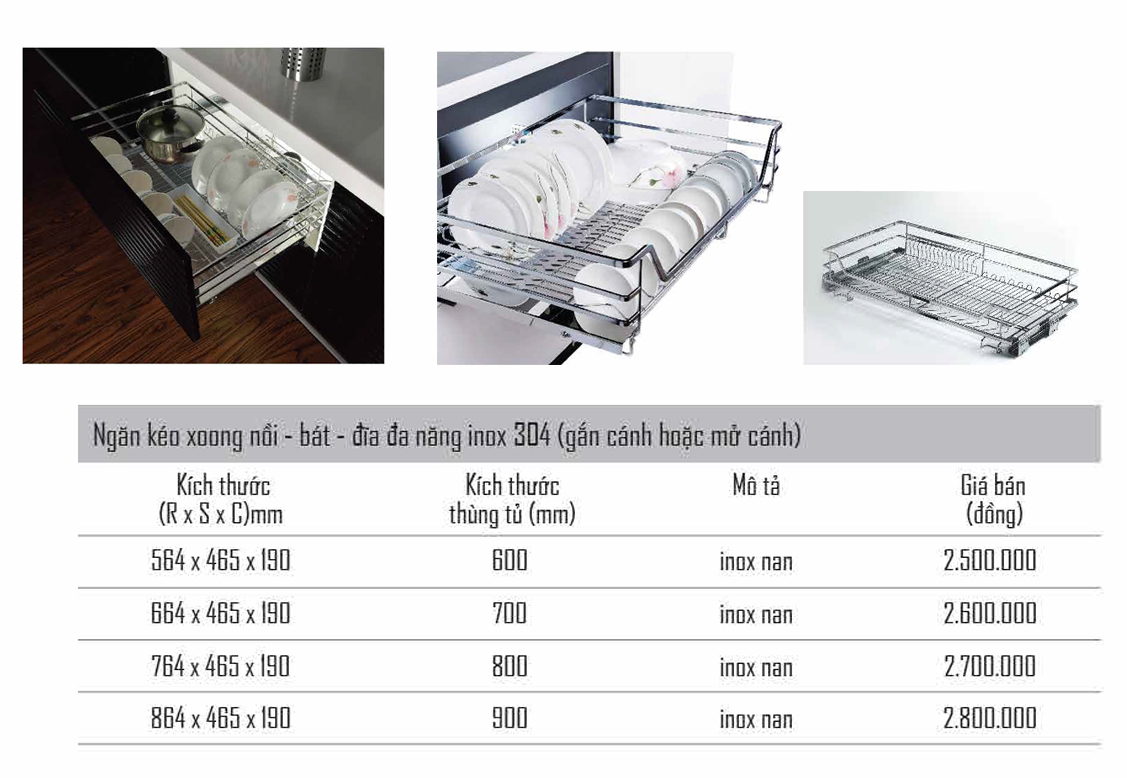 Ngăn kéo xoong nồi - bát - đĩa đa năng inox 304 (gắn cánh hoặc mở cánh)
Kích thước (R x S x C)mm Kích thước thùng tủ (mm) Mô tả Giá bán (đồng)
564 x 465 x 190 600 inox nan 2.500.000
664 x 465 x 190 700 inox nan 2.600.000
764 x 465 x 190 800 inox nan 2.700.000
864 x 465 x 190 900 inox nan 2.800.000